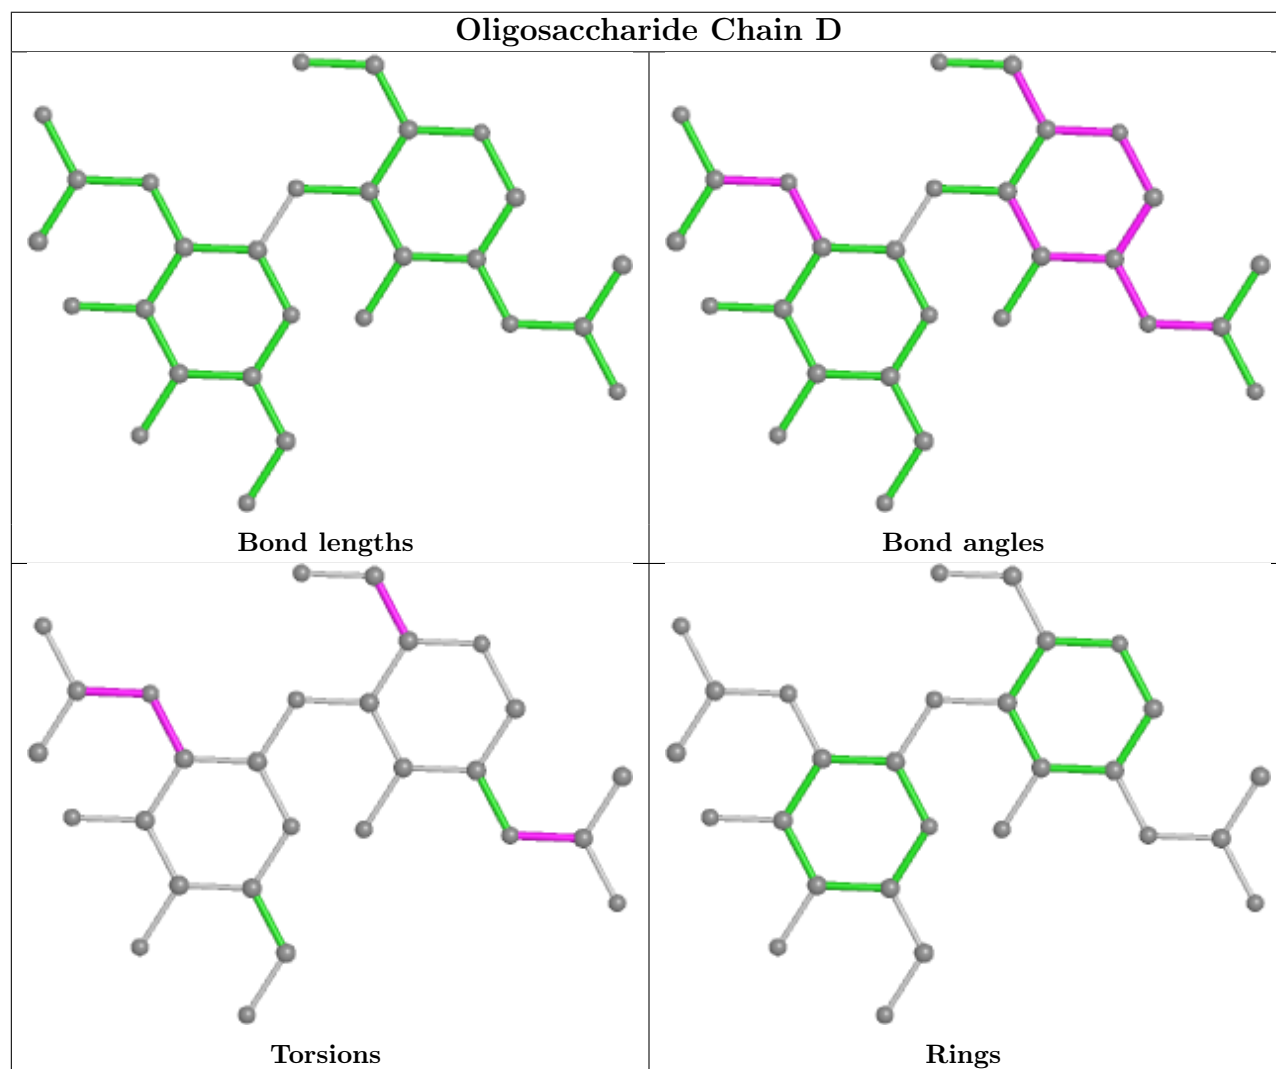 Oligosaccharide Chain D
Bond lengths
Bond angles
Torsions
Rings